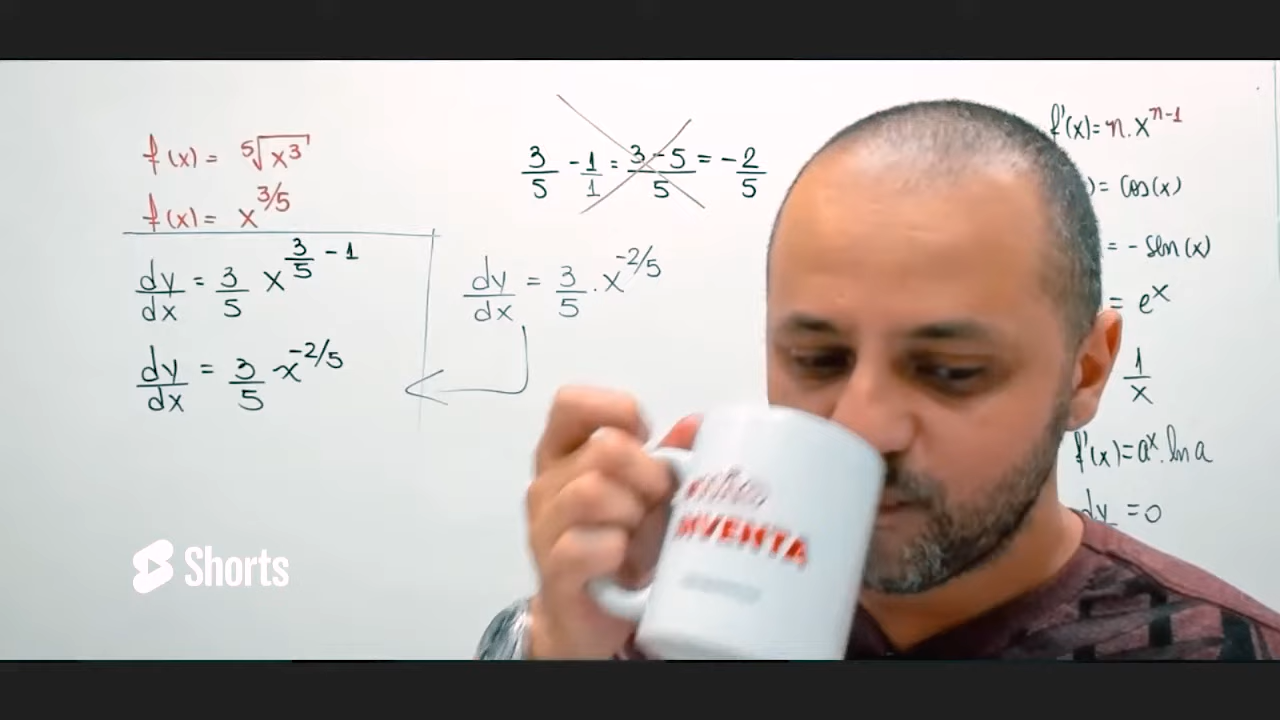 f(x) = ⁵√x³
f(x) = x^3/5
dy/dx = 3/5 x^3/5 - 1
dy/dx = 3/5 x^-2/5
3/5 - 1/1 = 3-5/5 = -2/5
dy/dx = 3/5 . x^-2/5
f'(x) = n . x^n-1
) = cos(x)
= - sen(x)
= e^x
1/x
f'(x) = a^x . ln a
dy = 0
INVENTA
Shorts